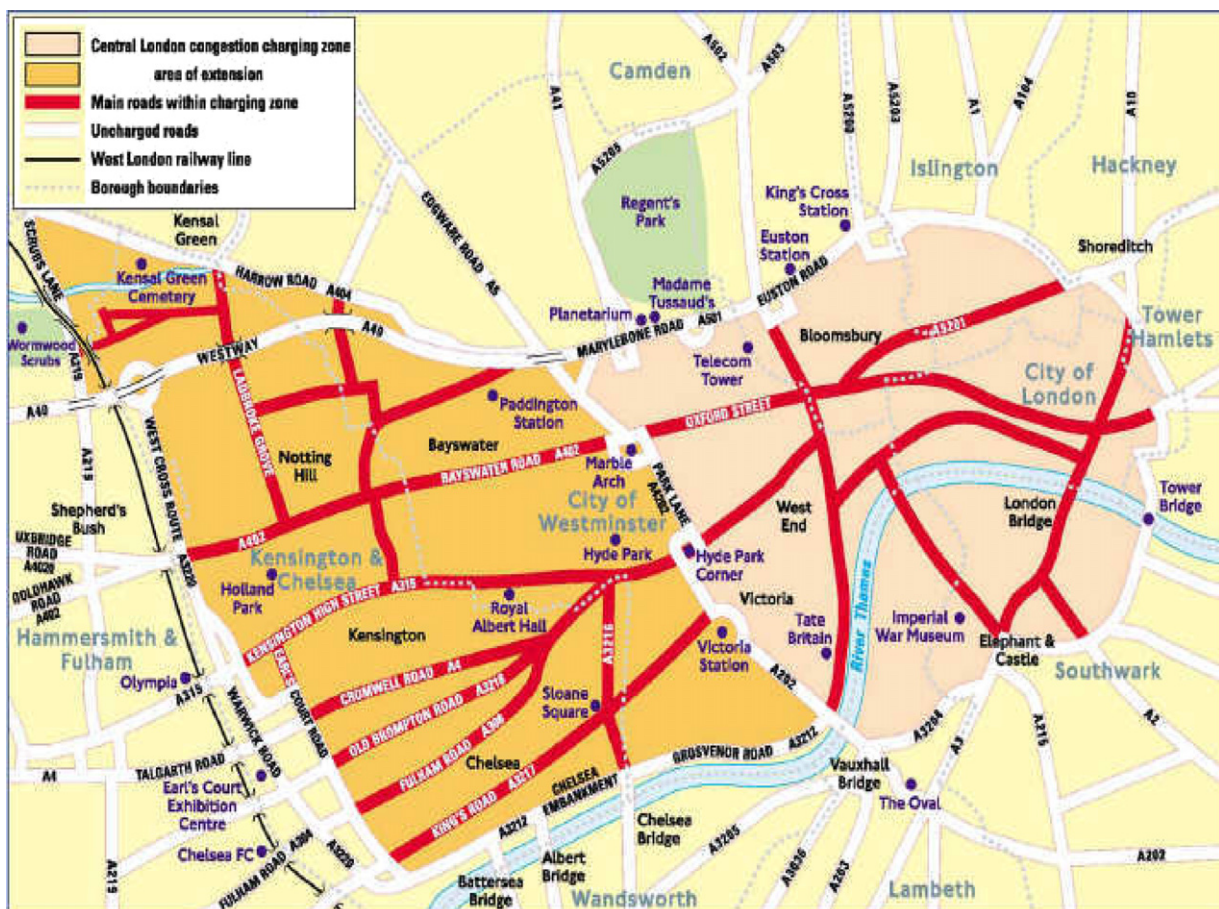 Central London congestion charging zone
area of extension
Main roads within charging zone
Uncharged roads
West London railway line
Borough boundaries
Camden
A502
A503
A41
A5200
A5203
A1
A104
A10
A5205
Islington
Hackney
Regent's
Park
King's Cross
Station
Euston
Station
EUSTON ROAD
Shoreditch
Kensal
Green
SCRUBS LANE
Kensal Green
Cemetery
HARROW ROAD A404
EGGWARE ROAD A5
Madame
Tussaud's
Planetarium
MARYLEBONE ROAD A501
Bloomsbury
A5201
Tower
Hamlets
Wormwood
Scrubs
A219
WESTWAY
A40
A40
Telecom
Tower
City of
London
LADBROKE GROVE
Paddington
Station
OXFORD STREET
WEST CROSS ROUTE
Notting
Hill
Bayswater
BAYSWATER ROAD A402
Marble
Arch
PARK LANE
A4202
A219
Shepherd's
Bush
City of
Westminster
West
End
London
Bridge
Tower
Bridge
UXBRIDGE
ROAD
A4020
A402
A3220
Kensington &
Chelsea
Hyde Park
Hyde Park
Corner
GOLDHAWK
ROAD
A402
Holland
Park
KENSINGTON HIGH STREET A315
Royal
Albert Hall
Victoria
River Thames
Imperial
War Museum
Hammersmith &
Fulham
Kensington
A3216
Victoria
Station
Tate
Britain
Elephant &
Castle
Southwark
Olympia
A315
EARL'S COURT ROAD
CROMWELL ROAD A4
Sloane
Square
A202
WARWICK ROAD
OLD BROMPTON ROAD A3218
A3204
A3
A215
A2
FULHAM ROAD A308
Chelsea
GROSVENOR ROAD A3212
A4
TALGARTH ROAD
KING'S ROAD A3217
CHELSEA
EMBANKMENT
Vauxhall
Bridge
Earl's Court
Exhibition
Centre
The Oval
A3212
Chelsea
Bridge
A3205
Chelsea FC
A304
A3220
Albert
Bridge
A202
A219
FULHAM ROAD
Battersea
Bridge
Wandsworth
A3036
A203
Lambeth